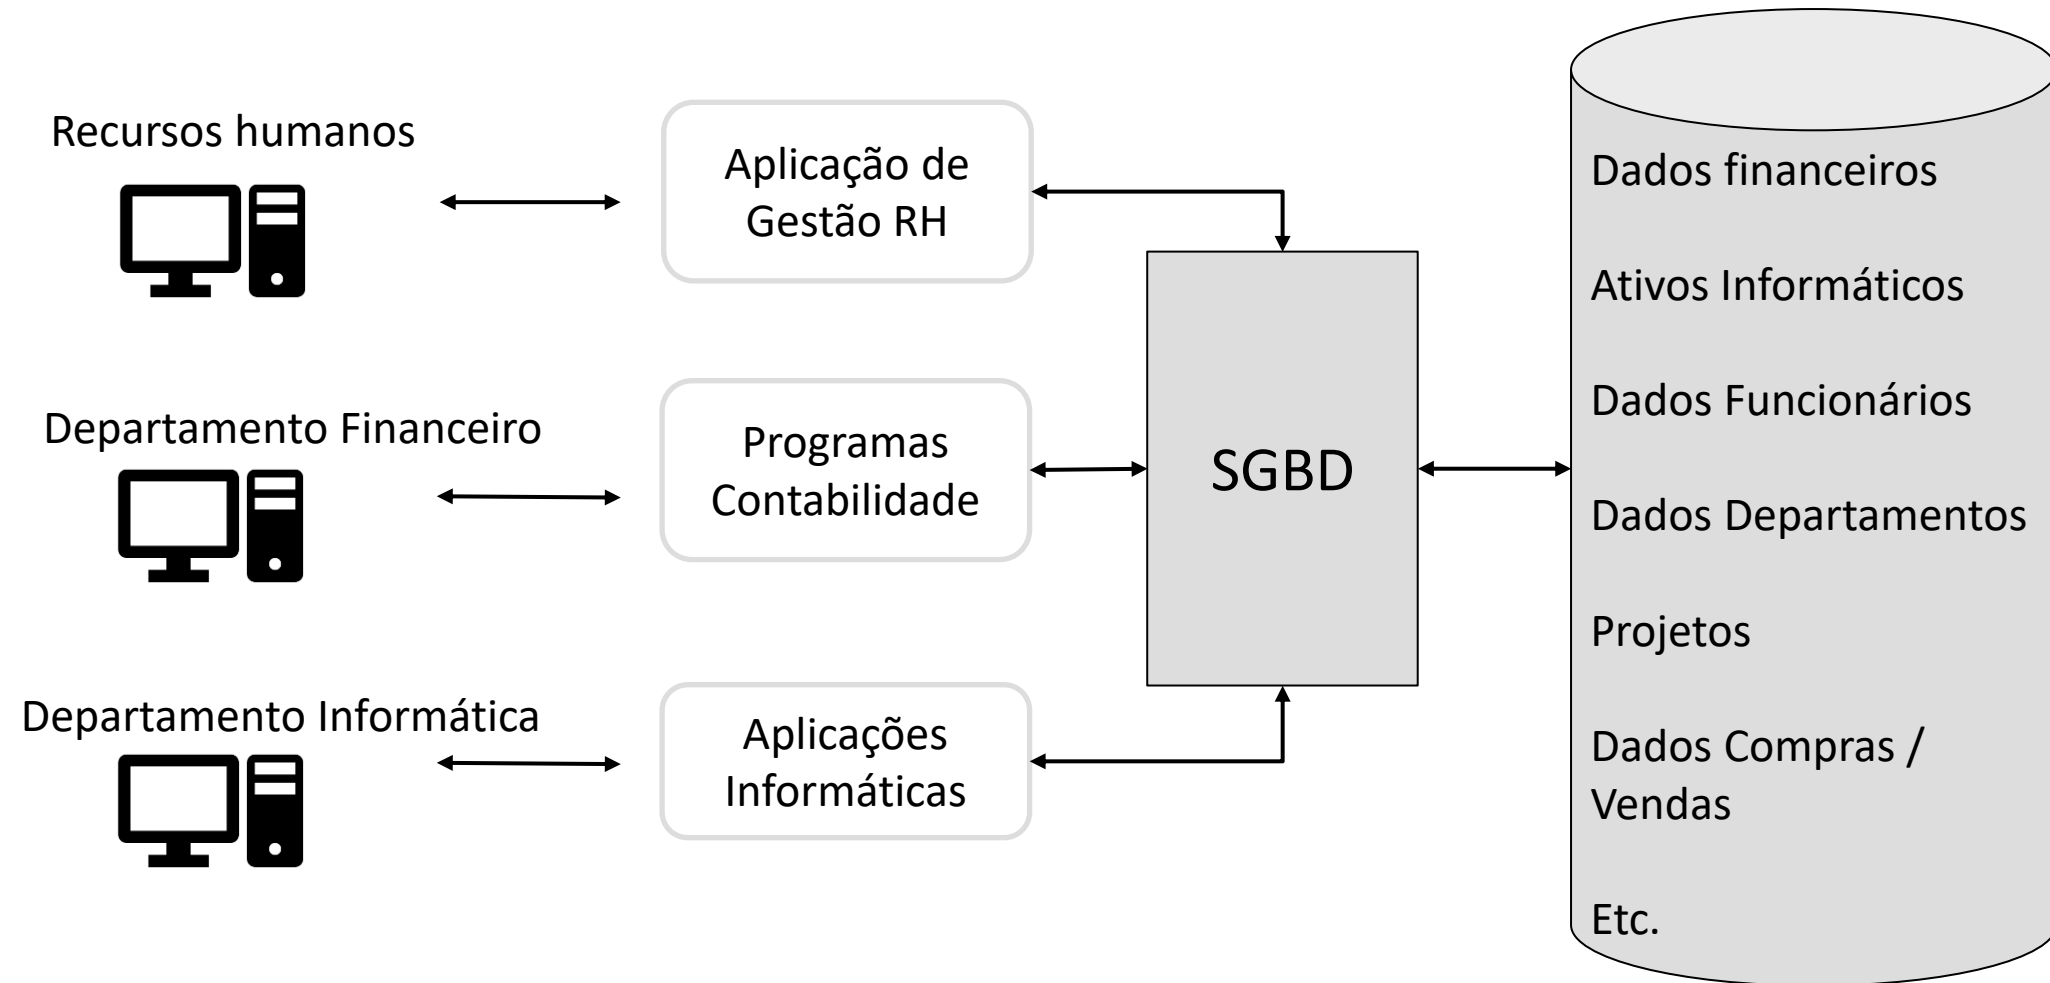 Recursos humanos
Aplicação de
Gestão RH
Departamento Financeiro
Programas
Contabilidade
Departamento Informática
Aplicações
Informáticas
SGBD
Dados financeiros
Ativos Informáticos
Dados Funcionários
Dados Departamentos
Projetos
Dados Compras /
Vendas
Etc.